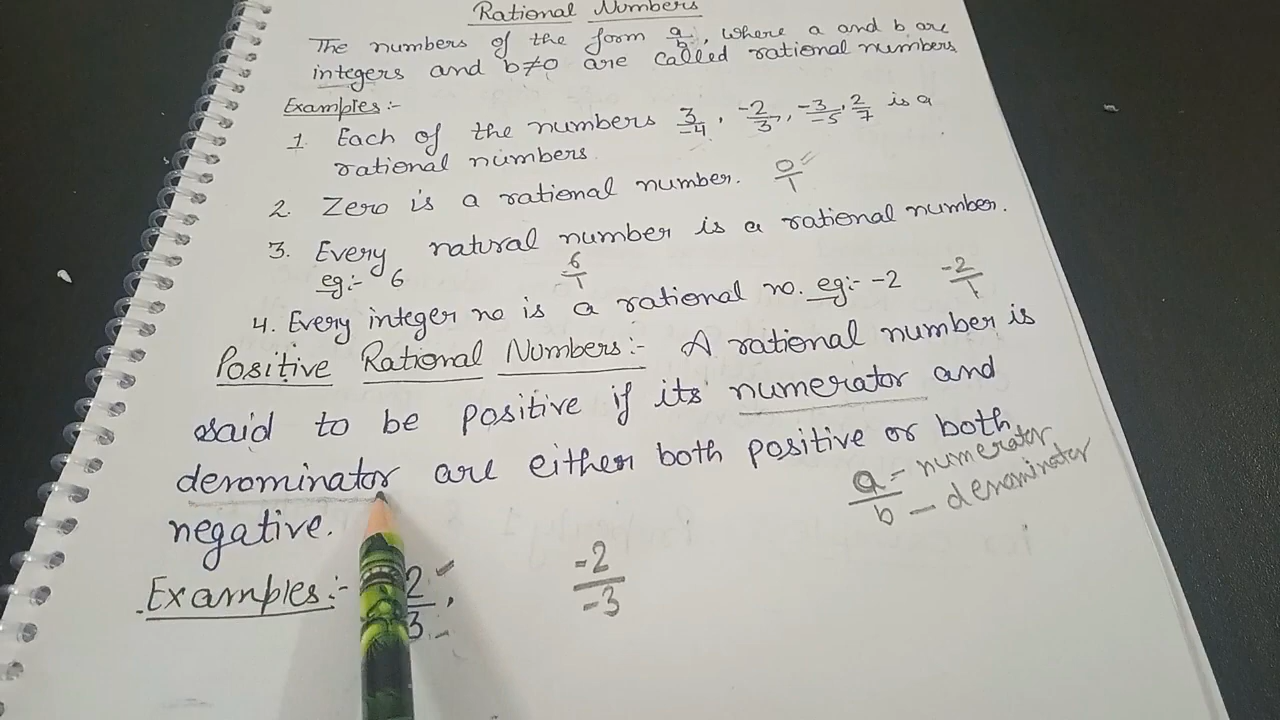 Rational Numbers
The numbers of the form a/b, where a and b are
integers and b≠0 are called rational numbers
Examples:-
1. Each of the numbers 3/-4, -2/3, -3/-5, 2/7 is a
rational numbers.
2. Zero is a rational number. 0/1
3. Every natural number is a rational number.
eg:- 6 6/1
4. Every integer no is a rational no. eg:- -2 -2/1
Positive Rational Numbers:- A rational number is
said to be positive if its numerator and
denominator are either both positive or both
negative.
a/b a = numerator
b - denominator
Examples:- 2/3, -2/-3